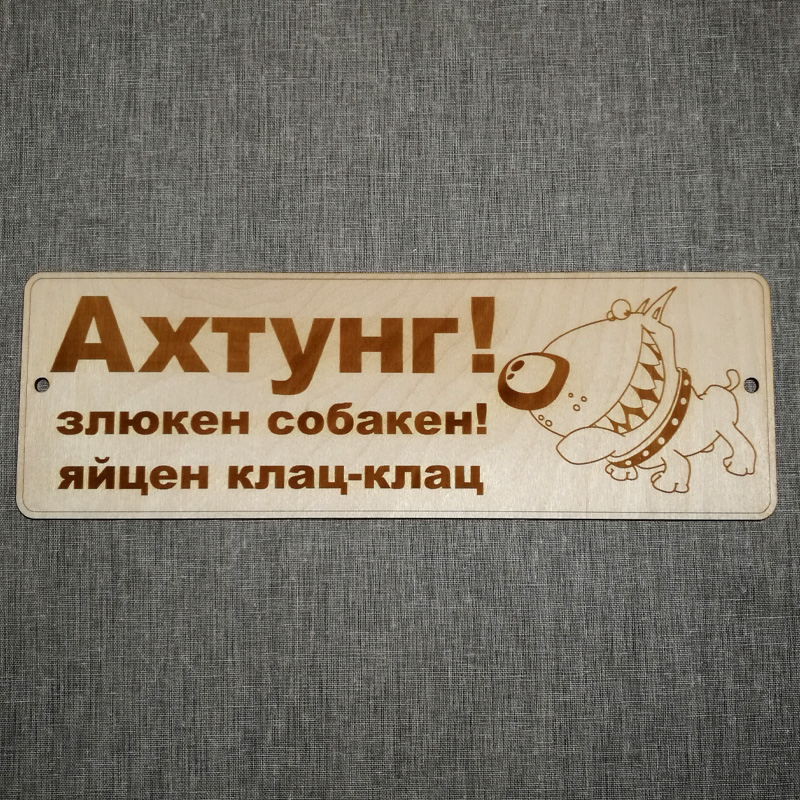 Ахтунг!
злюкен собакен!
яйцен клац-клац